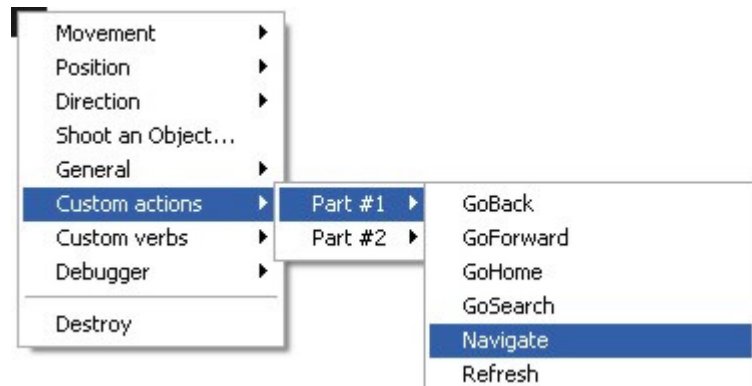 Movement
Position
Direction
Shoot an Object...
General
Custom actions
Custom verbs
Debugger
Destroy
Part #1
Part #2
GoBack
GoForward
GoHome
GoSearch
Navigate
Refresh